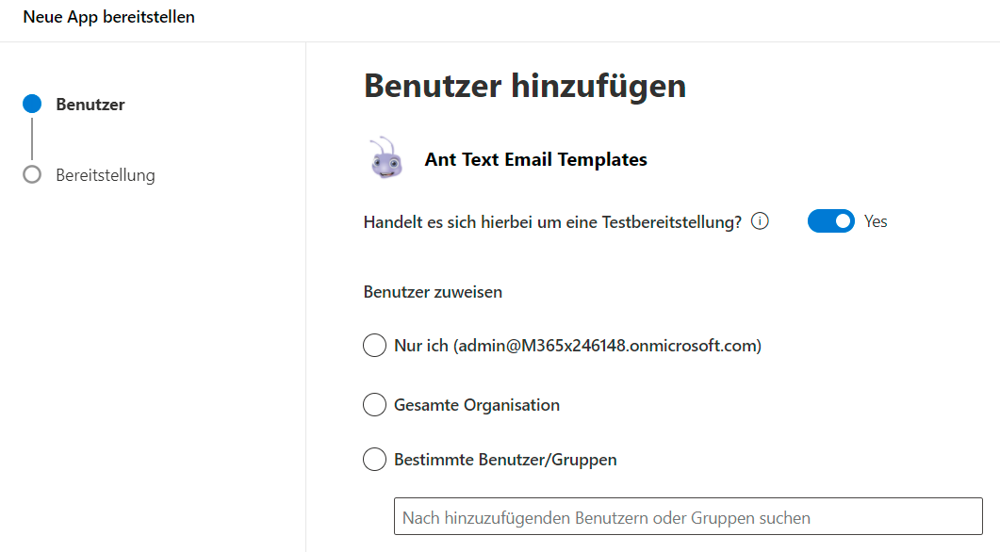 Neue App bereitstellen
Benutzer
Bereitstellung
Benutzer hinzufügen
Ant Text Email Templates
Handelt es sich hierbei um eine Testbereitstellung?
Yes
Benutzer zuweisen
Nur ich (admin@M365x246148.onmicrosoft.com)
Gesamte Organisation
Bestimmte Benutzer/Gruppen
Nach hinzuzufügenden Benutzern oder Gruppen suchen